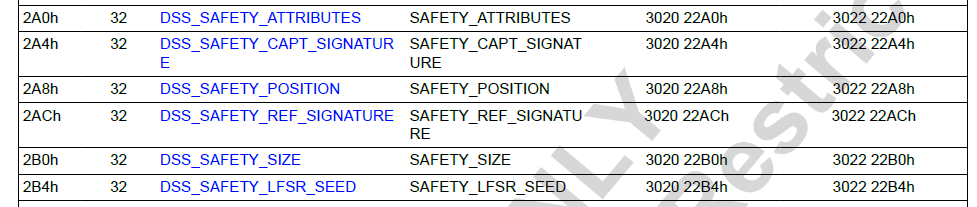 2A0h 32 DSS_SAFETY_ATTRIBUTES SAFETY_ATTRIBUTES 3020 22A0h 3022 22A0h
2A4h 32 DSS_SAFETY_CAPT_SIGNATUR SAFETY_CAPT_SIGNAT 3020 22A4h 3022 22A4h
E URE
2A8h 32 DSS_SAFETY_POSITION SAFETY_POSITION 3020 22A8h 3022 22A8h
2ACh 32 DSS_SAFETY_REF_SIGNATURE SAFETY_REF_SIGNATU 3020 22ACh 3022 22ACh
RE
2B0h 32 DSS_SAFETY_SIZE SAFETY_SIZE 3020 22B0h 3022 22B0h
2B4h 32 DSS_SAFETY_LFSR_SEED SAFETY_LFSR_SEED 3020 22B4h 3022 22B4h
NLY
Restric